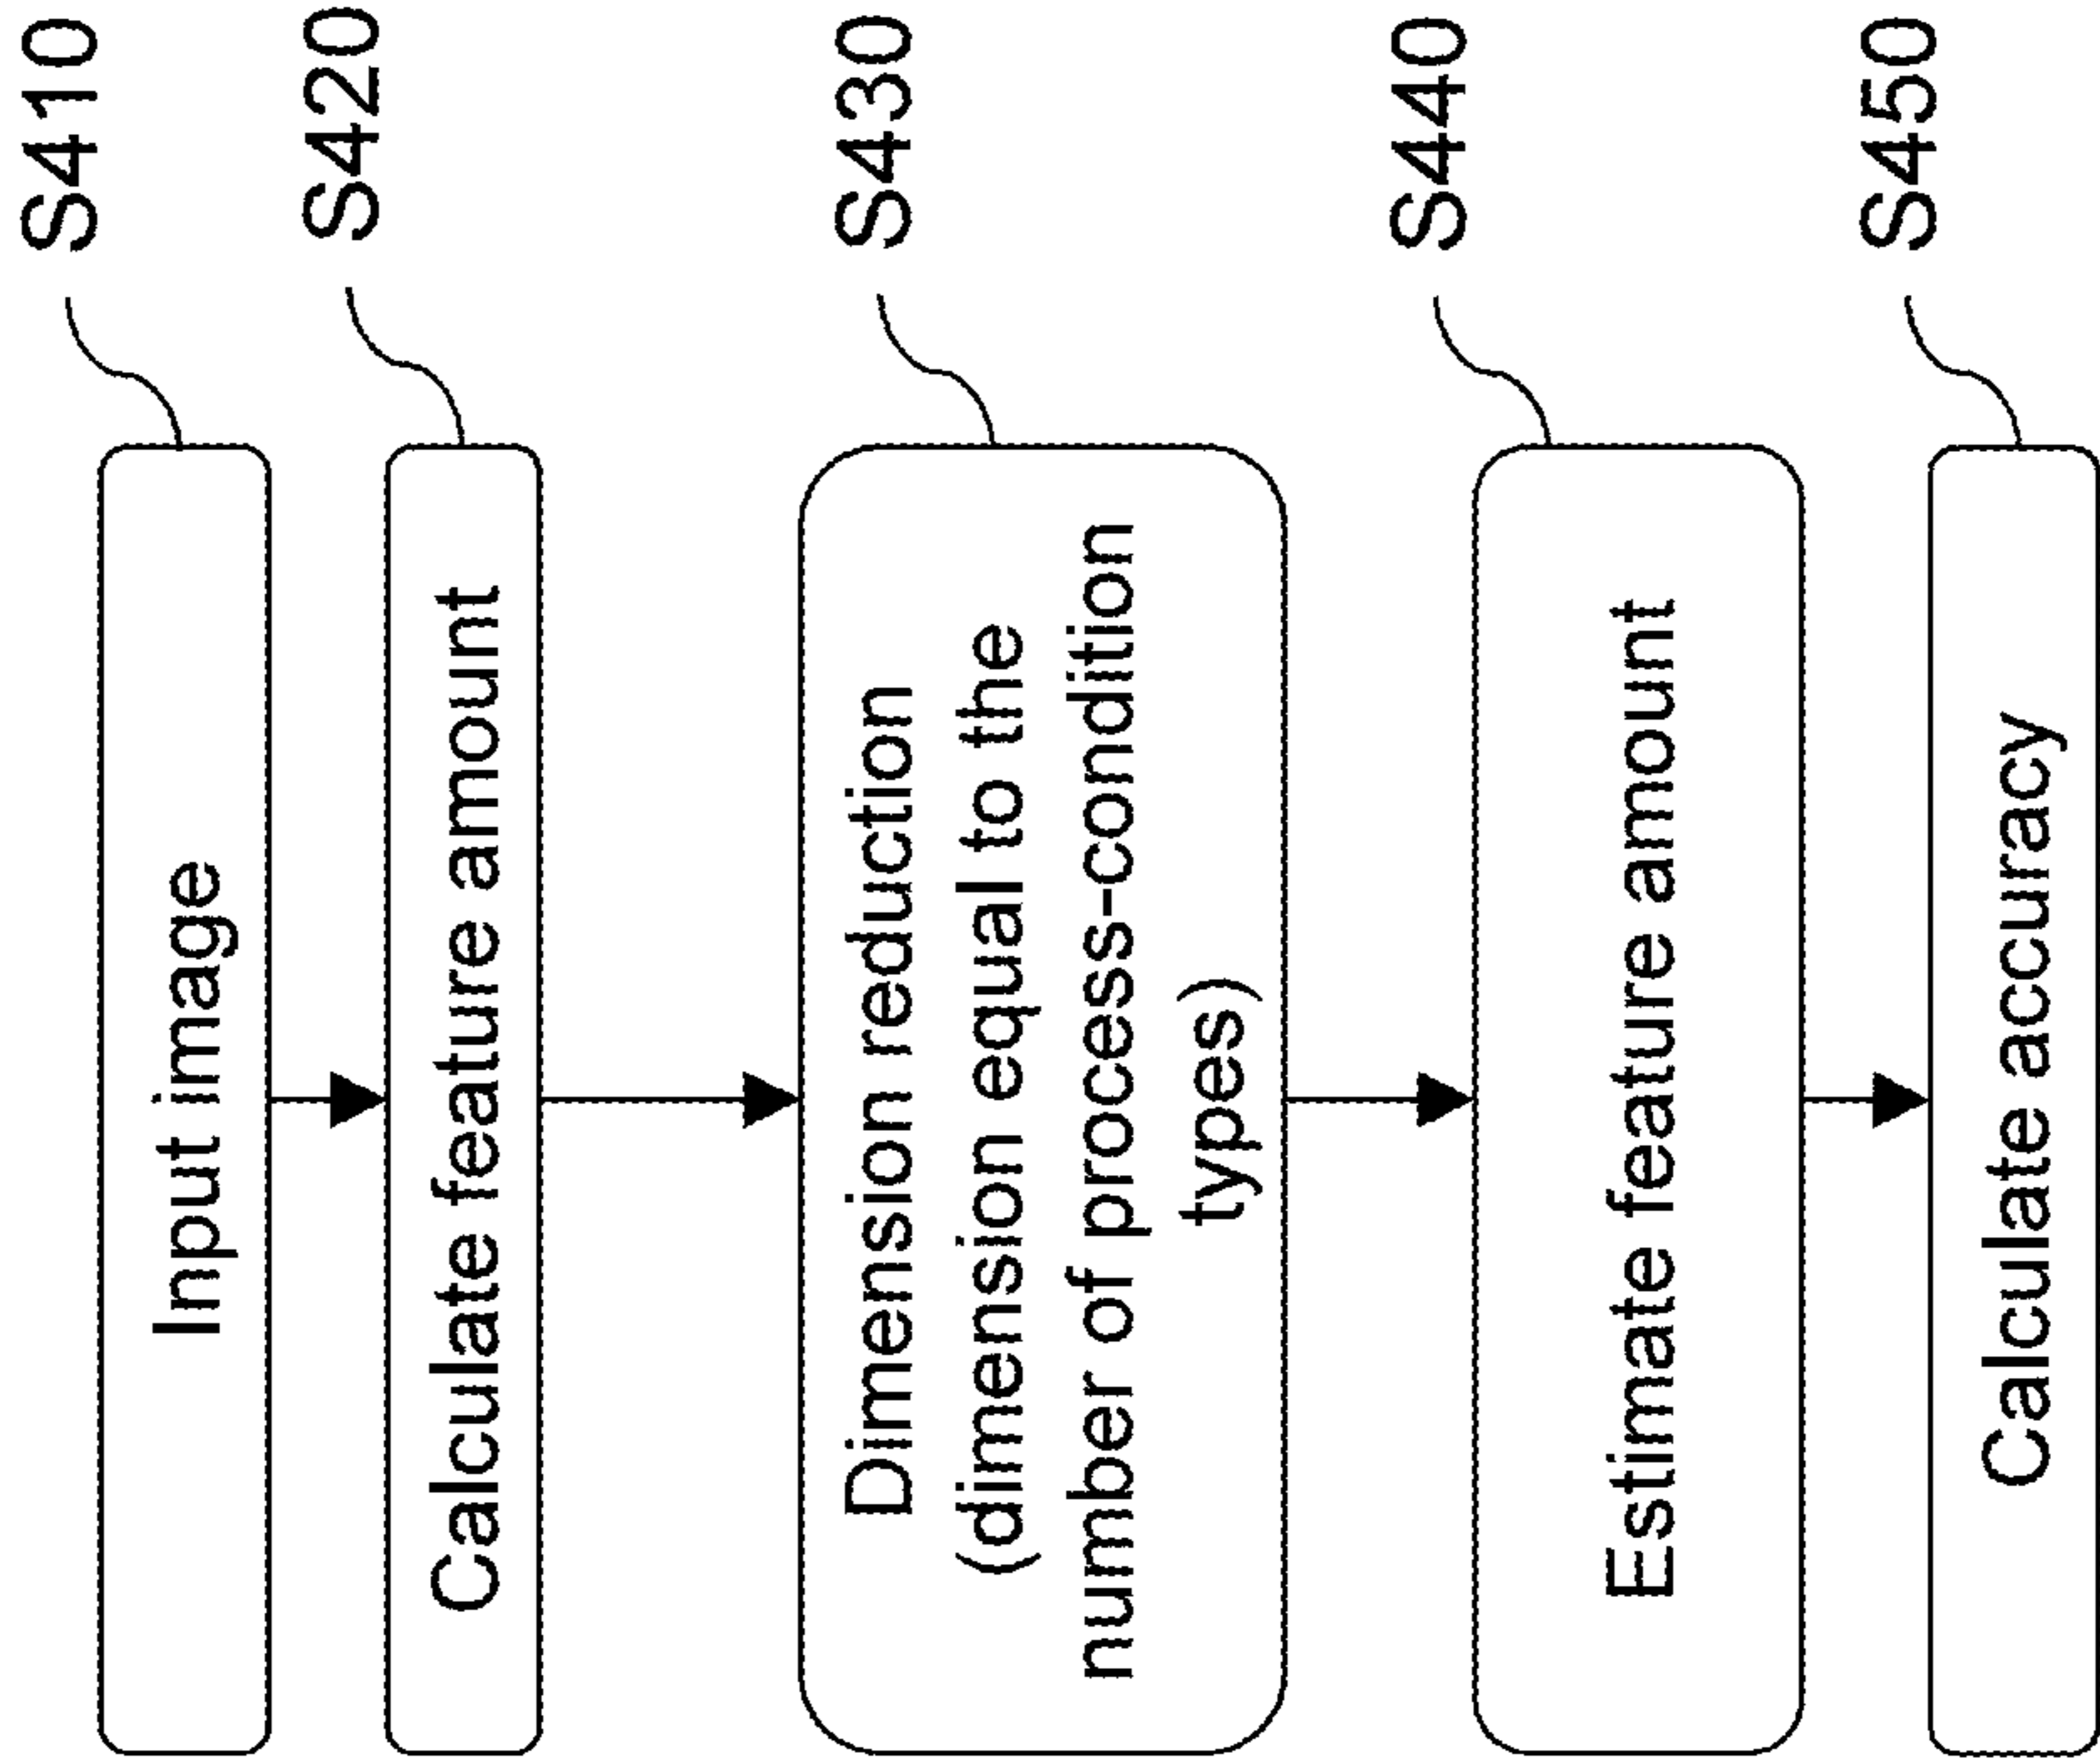 Input image
S410
Calculate feature amount
S420
Dimension reduction
(dimension equal to the
number of process-condition
types)
S430
Estimate feature amount
S440
Calculate accuracy
S450